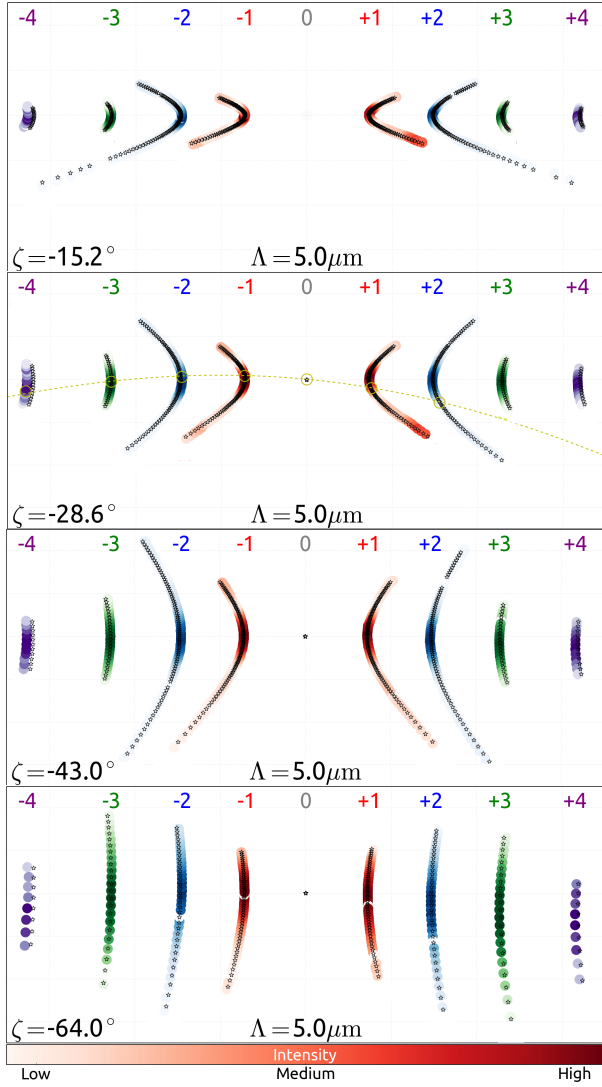 -4 -3 -2 -1 0 +1 +2 +3 +4
ζ=-15.2° Λ=5.0μm
-4 -3 -2 -1 0 +1 +2 +3 +4
ζ=-28.6° Λ=5.0μm
-4 -3 -2 -1 0 +1 +2 +3 +4
ζ=-43.0° Λ=5.0μm
-4 -3 -2 -1 0 +1 +2 +3 +4
ζ=-64.0° Λ=5.0μm
Intensity
Low Medium High